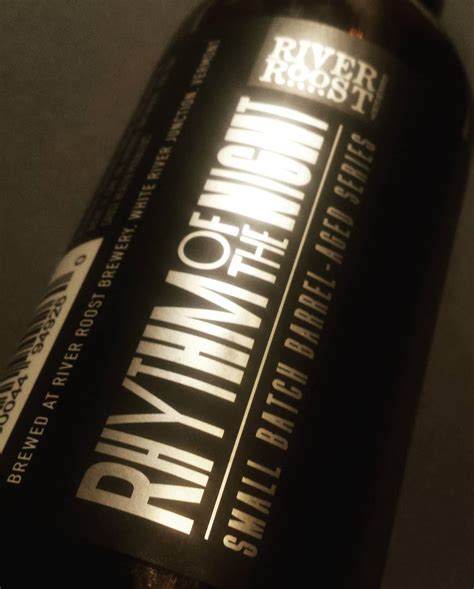 RIVER
ROOST
RHYTHM OF THE NIGHT
SMALL BATCH BARREL-AGED SERIES
BREWED AT RIVER ROOST BREWERY, WHITE RIVER JUNCTION, VERMONT